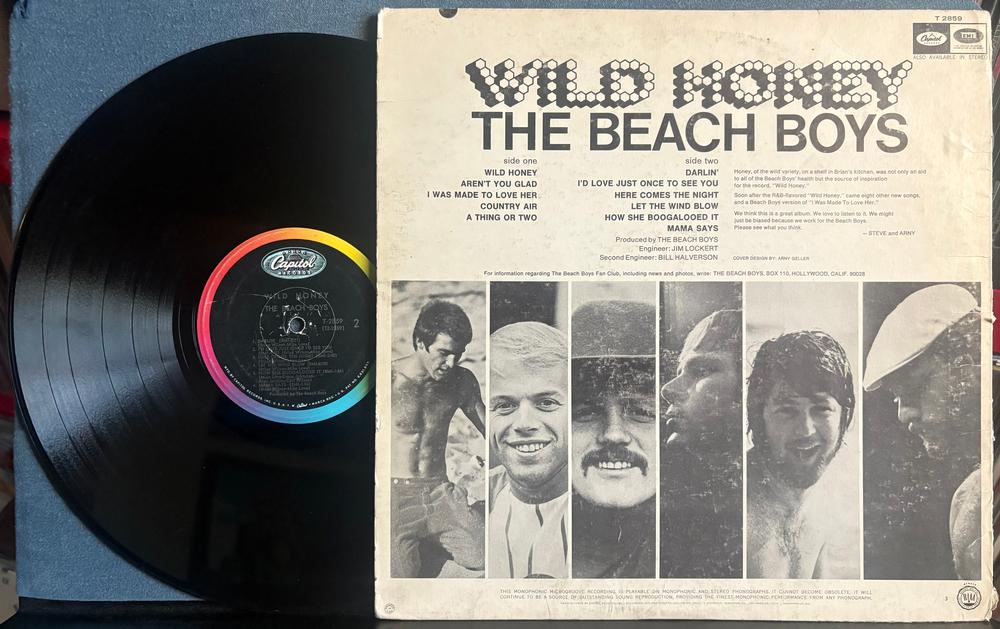 T 2859
Capitol
ALSO AVAILABLE IN STEREO
WILD HONEY
THE BEACH BOYS
side one
WILD HONEY
AREN'T YOU GLAD
I WAS MADE TO LOVE HER
COUNTRY AIR
A THING OR TWO
side two
DARLIN'
I'D LOVE JUST ONCE TO SEE YOU
HERE COMES THE NIGHT
LET THE WIND BLOW
HOW SHE BOOGALOOED IT
MAMA SAYS
Produced by THE BEACH BOYS
Engineer: JIM LOCKERT
Second Engineer: BILL HALVERSON
Honey, of the wild variety, on a shelf in Brian's kitchen, was not only an aid
to all of the Beach Boys' health but the source of inspiration
for the record, "Wild Honey."
Soon after the R&B-flavored "Wild Honey," came eight other new songs,
and a Beach Boys version of "I Was Made To Love Her."
We think this is a great album. We love to listen to it. We might
just be biased because we work for the Beach Boys.
Please see what you think.
— STEVE and ARNY
COVER DESIGN BY: ARNY GELLER
For information regarding The Beach Boys Fan Club, including news and photos, write: THE BEACH BOYS, BOX 110, HOLLYWOOD, CALIF. 90028
THIS MONOPHONIC MICROGROOVE RECORDING IS PLAYABLE ON MONOPHONIC AND STEREO PHONOGRAPHS. IT CANNOT BECOME OBSOLETE. IT WILL
CONTINUE TO BE A SOURCE OF OUTSTANDING SOUND REPRODUCTION, PROVIDING THE FINEST MONOPHONIC PERFORMANCE FROM ANY PHONOGRAPH.
3
Capitol
RECORDS
WILD HONEY
THE BEACH BOYS
T-2859
2
Produced by The Beach Boys